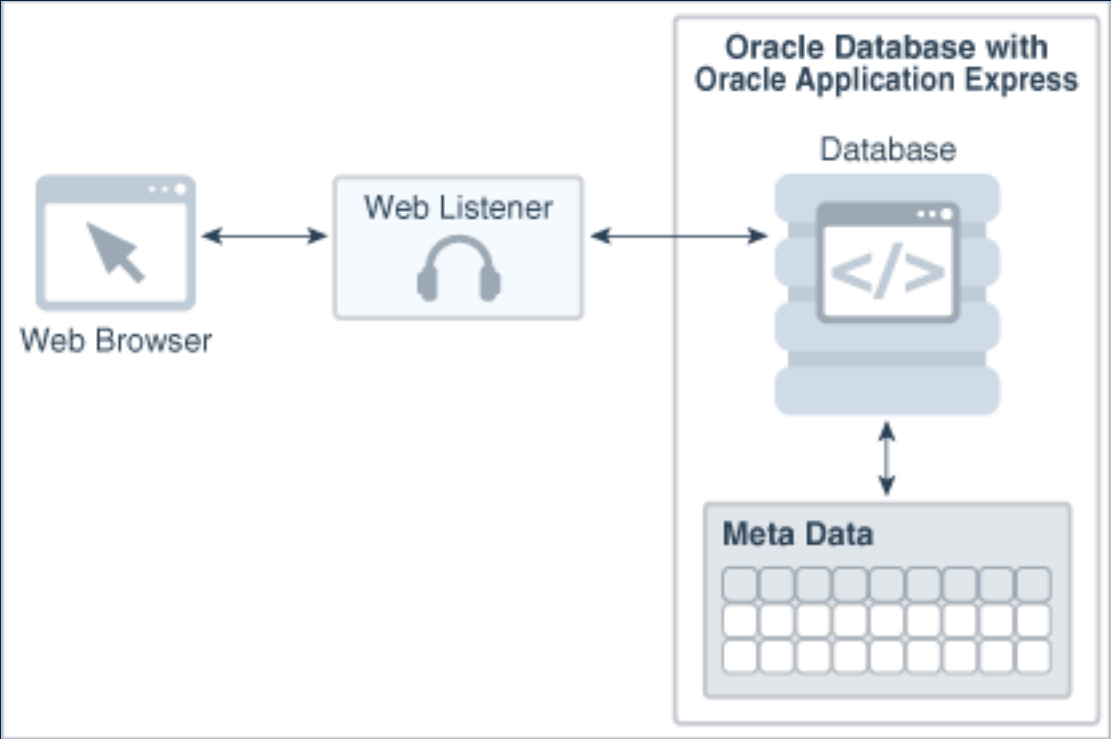 Oracle Database with
Oracle Application Express
Database
Web Listener
</>
Web Browser
Meta Data